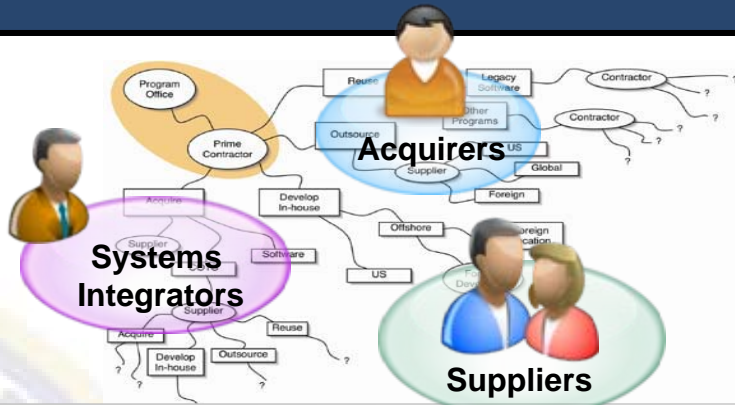 Program
Office
Prime
Contractor
Reuse
Legacy
Software
Contractor
?
?
?
Other
Programs
Contractor
?
?
?
Outsource
Acquirers
US
Supplier
Global
Foreign
Acquire
Develop
In-house
Offshore
US
Supplier
Software
Systems
Integrators
Supplier
Acquire
?
?
Develop
In-house
Outsource
?
Reuse
?
Suppliers